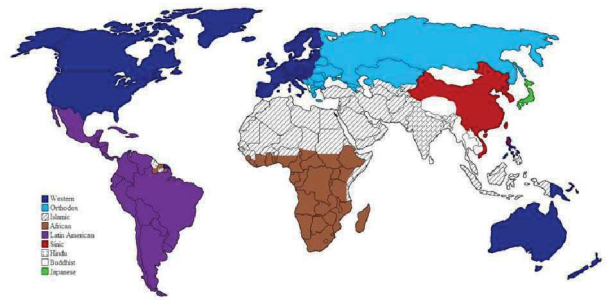 Western
Orthodox
Islamic
African
Latin American
Sinic
Hindu
Buddhist
Japanese